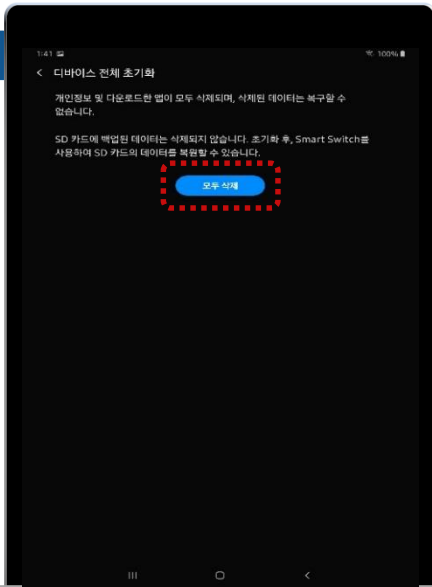 1:41 100%
< 디바이스 전체 초기화
개인정보 및 다운로드한 앱이 모두 삭제되며, 삭제된 데이터는 복구할 수
없습니다.
SD 카드에 백업된 데이터는 삭제되지 않습니다. 초기화 후, Smart Switch를
사용하여 SD 카드의 데이터를 복원할 수 있습니다.
모두 삭제